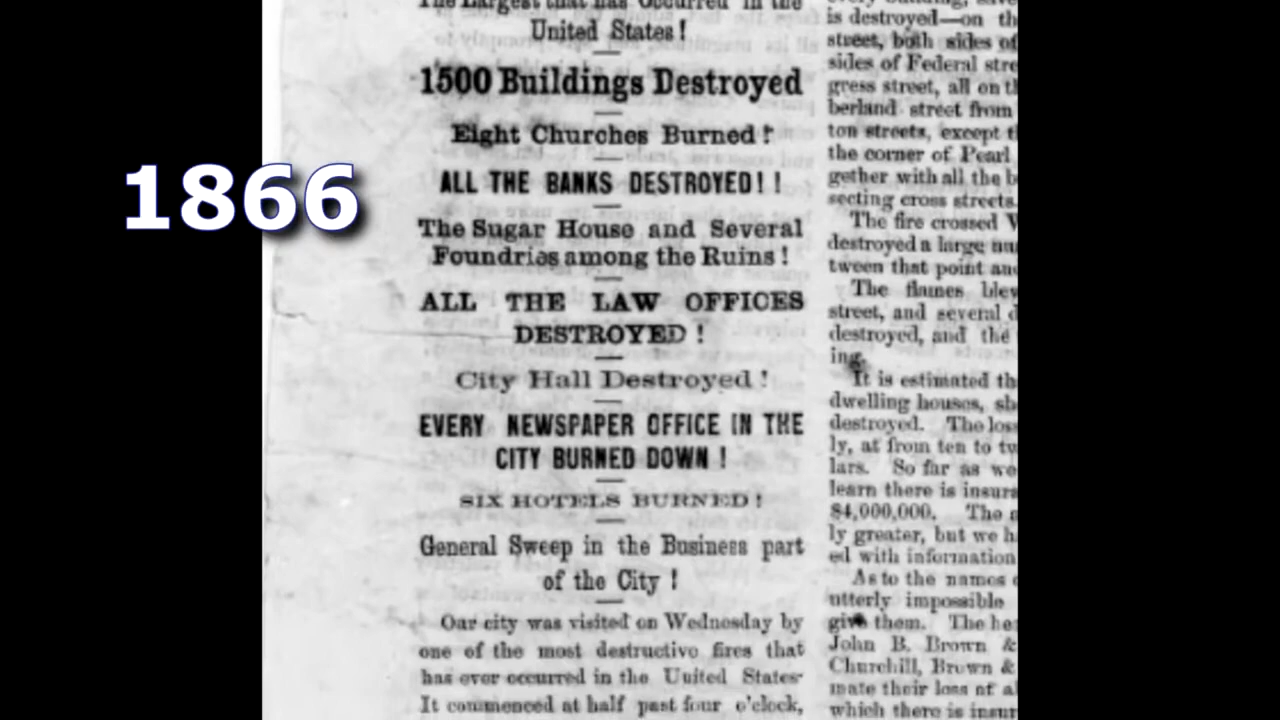 1866
The Largest that has Occurred in the
United States!
1500 Buildings Destroyed
Eight Churches Burned!
ALL THE BANKS DESTROYED!!
The Sugar House and Several
Foundries among the Ruins!
ALL THE LAW OFFICES
DESTROYED!
City Hall Destroyed!
EVERY NEWSPAPER OFFICE IN THE
CITY BURNED DOWN!
SIX HOTELS BURNED!
General Sweep in the Business part
of the City!
Our city was visited on Wednesday by
one of the most destructive fires that
has ever occurred in the United States
It commenced at half past four o'clock,
is destroyed—on th
street, both sides of
sides of Federal stre
gress street, all on th
berland street from
ton streets, except t
the corner of Pearl
gether with all the b
secting cross streets.
The fire crossed
destroyed a large
tween that point an
The flames blew
street, and several d
destroyed, and the
ing.
It is estimated th
dwelling houses, sh
destroyed. The los
ly, at from ten to tw
lars. So far as we
learn there is insura
$4,000,000. The
ly greater, but we h
ed with information
As to the names
utterly impossible
give them. The
John B. Brown &
Churchill, Brown &
mate their loss at
which there is insur